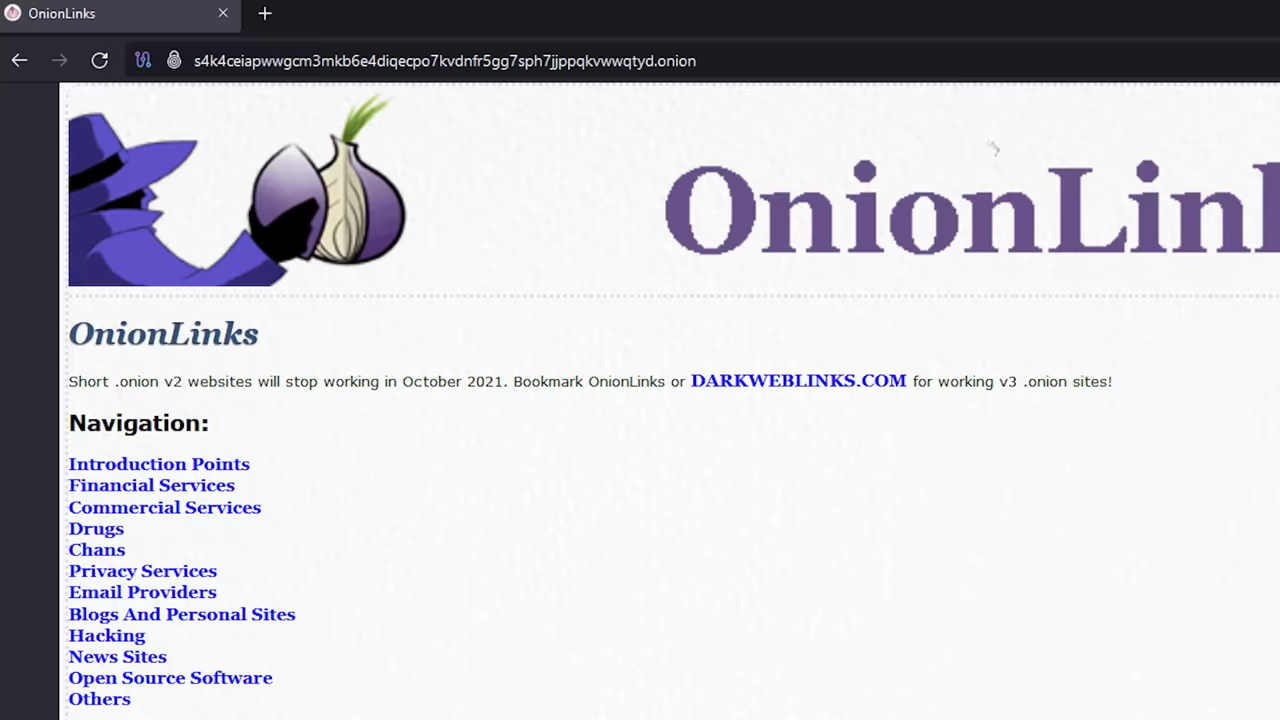 OnionLinks
s4k4ceiapwwgcm3mkb6e4diqecpo7kvdnfr5gg7sph7jjppqkvwwqtyd.onion
OnionLink
OnionLinks
Short .onion v2 websites will stop working in October 2021. Bookmark OnionLinks or DARKWEBLINKS.COM for working v3 .onion sites!
Navigation:
Introduction Points
Financial Services
Commercial Services
Drugs
Chans
Privacy Services
Email Providers
Blogs And Personal Sites
Hacking
News Sites
Open Source Software
Others